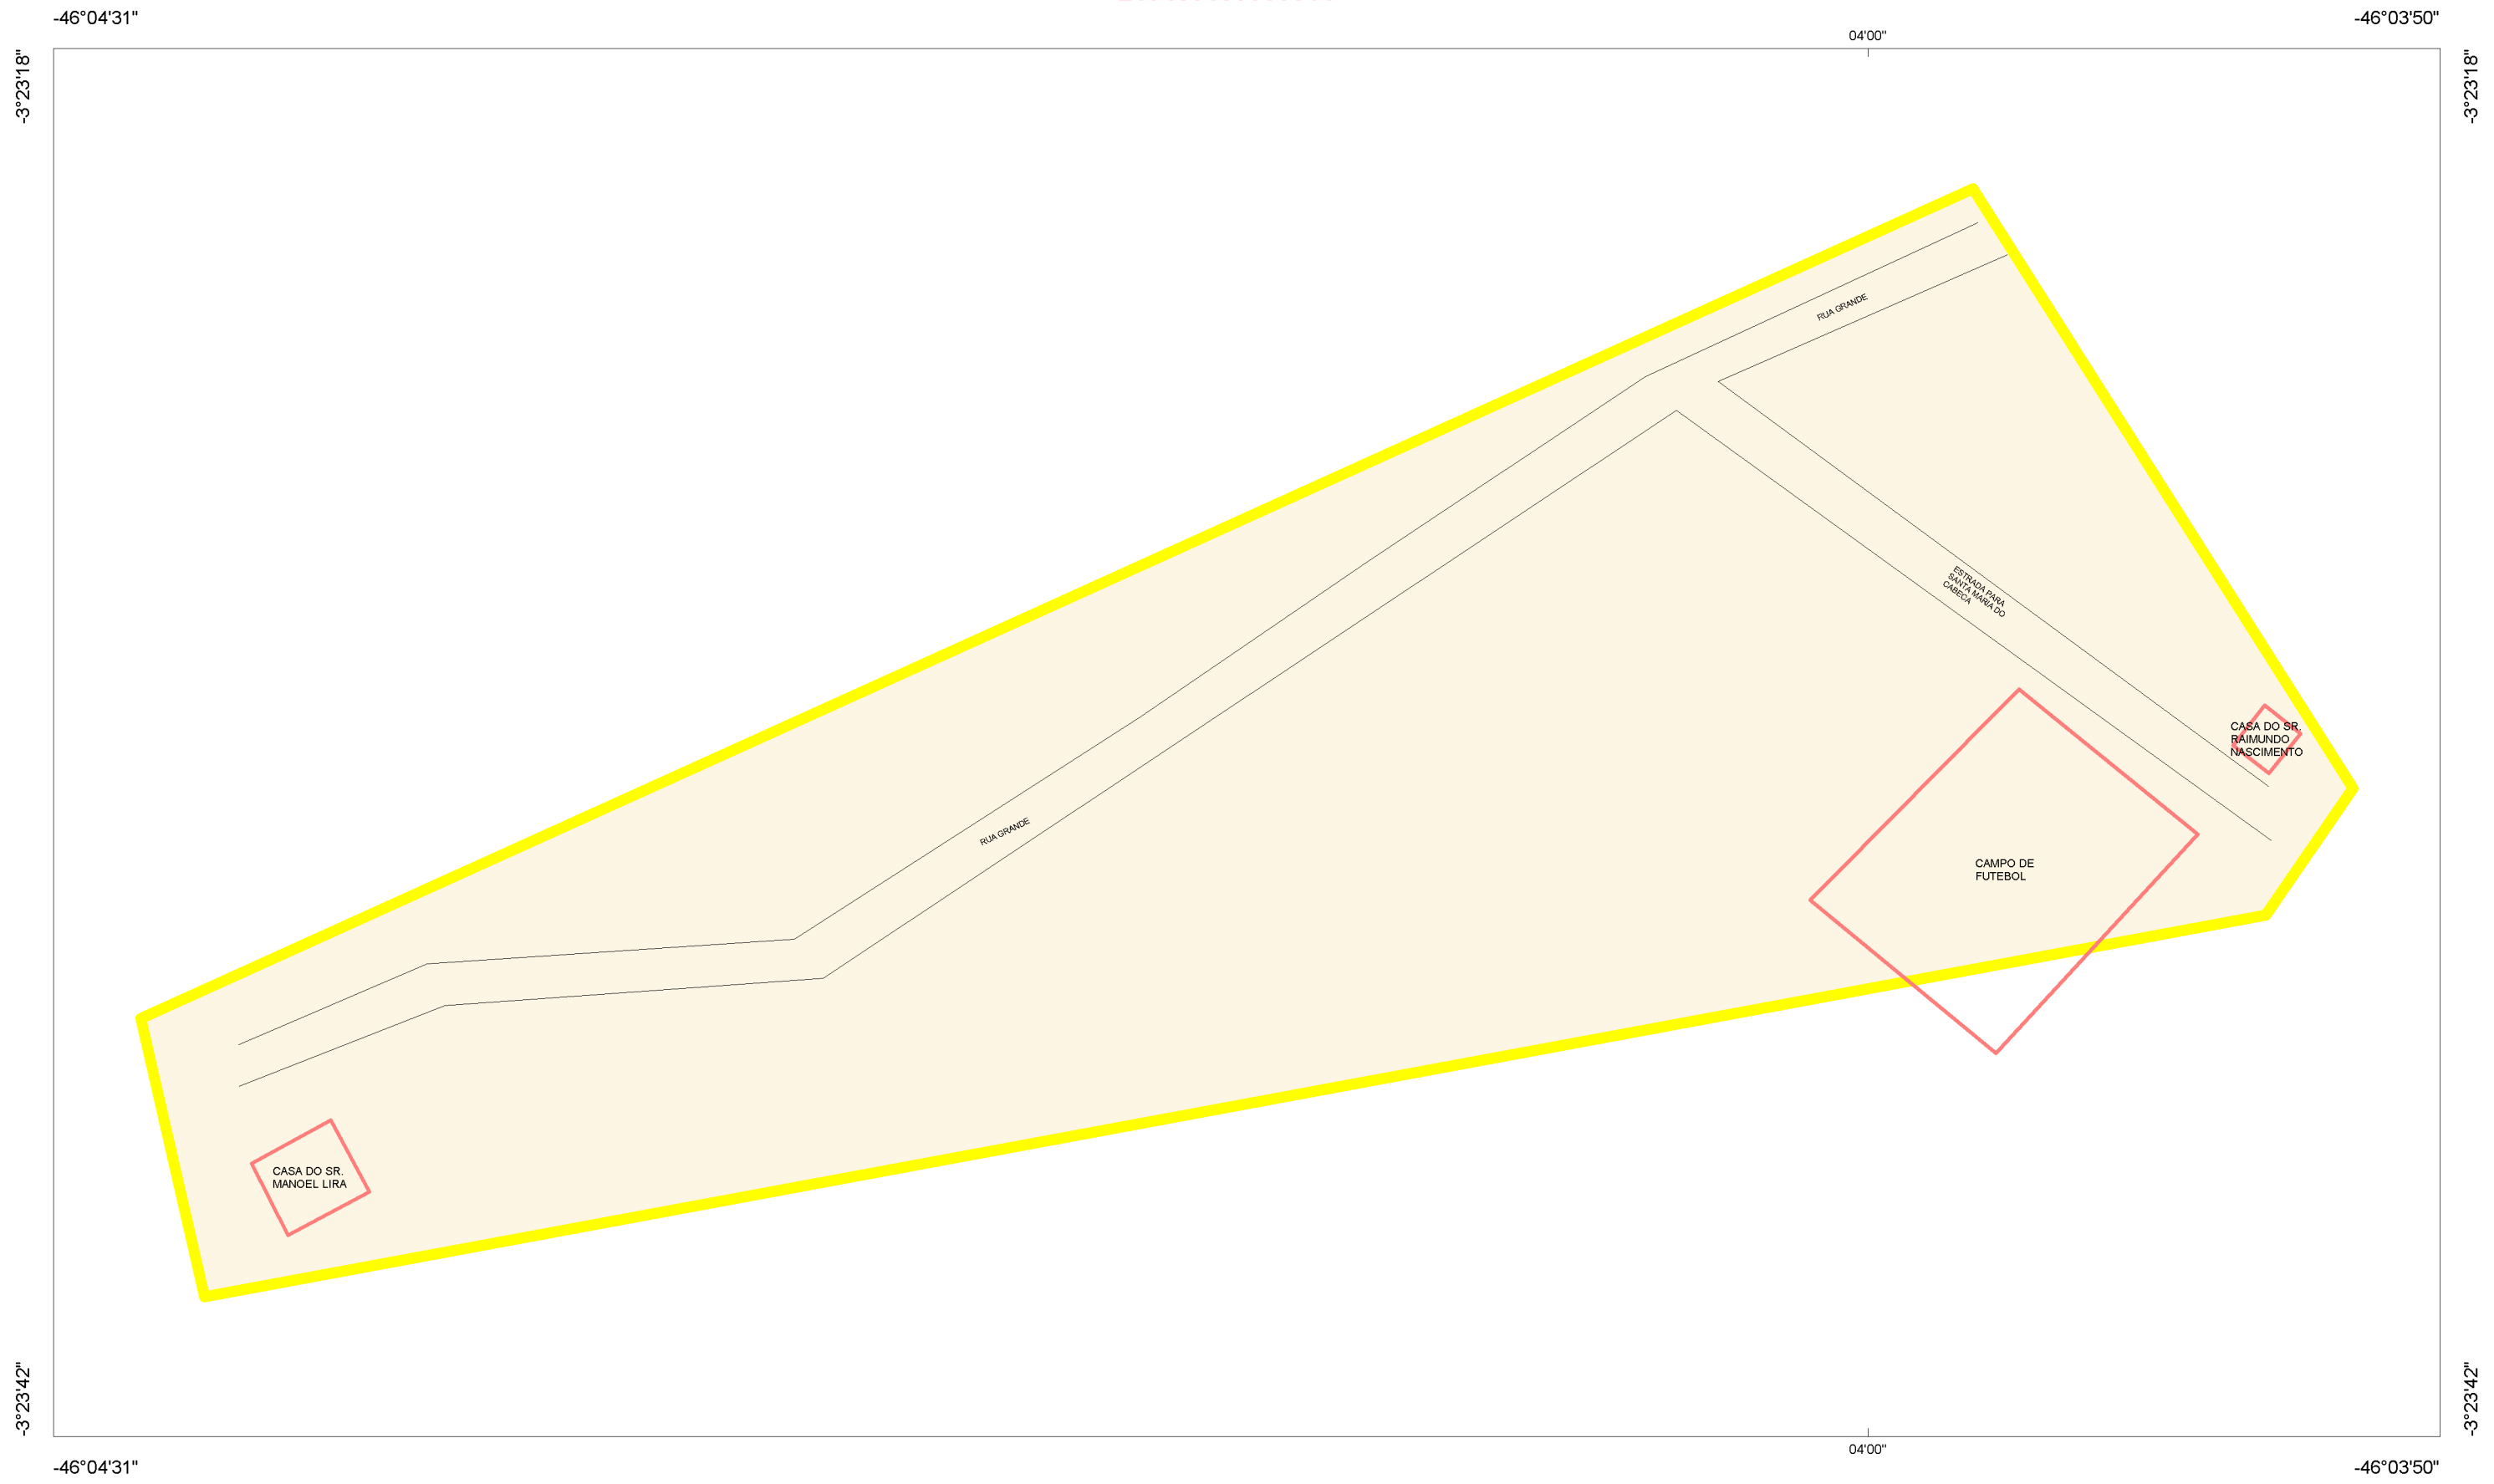 -46°04'31"
-46°03'50"
04'00"
-3°23'18"
-3°23'18"
RUA GRANDE
ESTRADA PARA
SANTA MARIA DO
CABECA
CASA DO SR.
RAIMUNDO
NASCIMENTO
RUA GRANDE
CAMPO DE
FUTEBOL
CASA DO SR.
MANOEL LIRA
-3°23'42"
-3°23'42"
04'00"
-46°04'31"
-46°03'50"